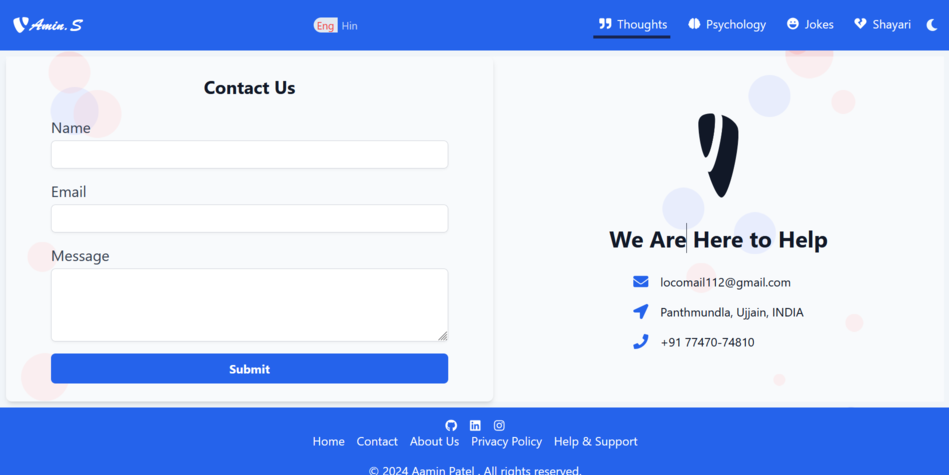 Amin.S
Eng Hin
Thoughts Psychology Jokes Shayari
Contact Us
Name
Email
Message
Submit
We Are Here to Help
locomail112@gmail.com
Panthmundla, Ujjain, INDIA
+91 77470-74810
Home Contact About Us Privacy Policy Help & Support
© 2024 Aamin Patel . All rights reserved.